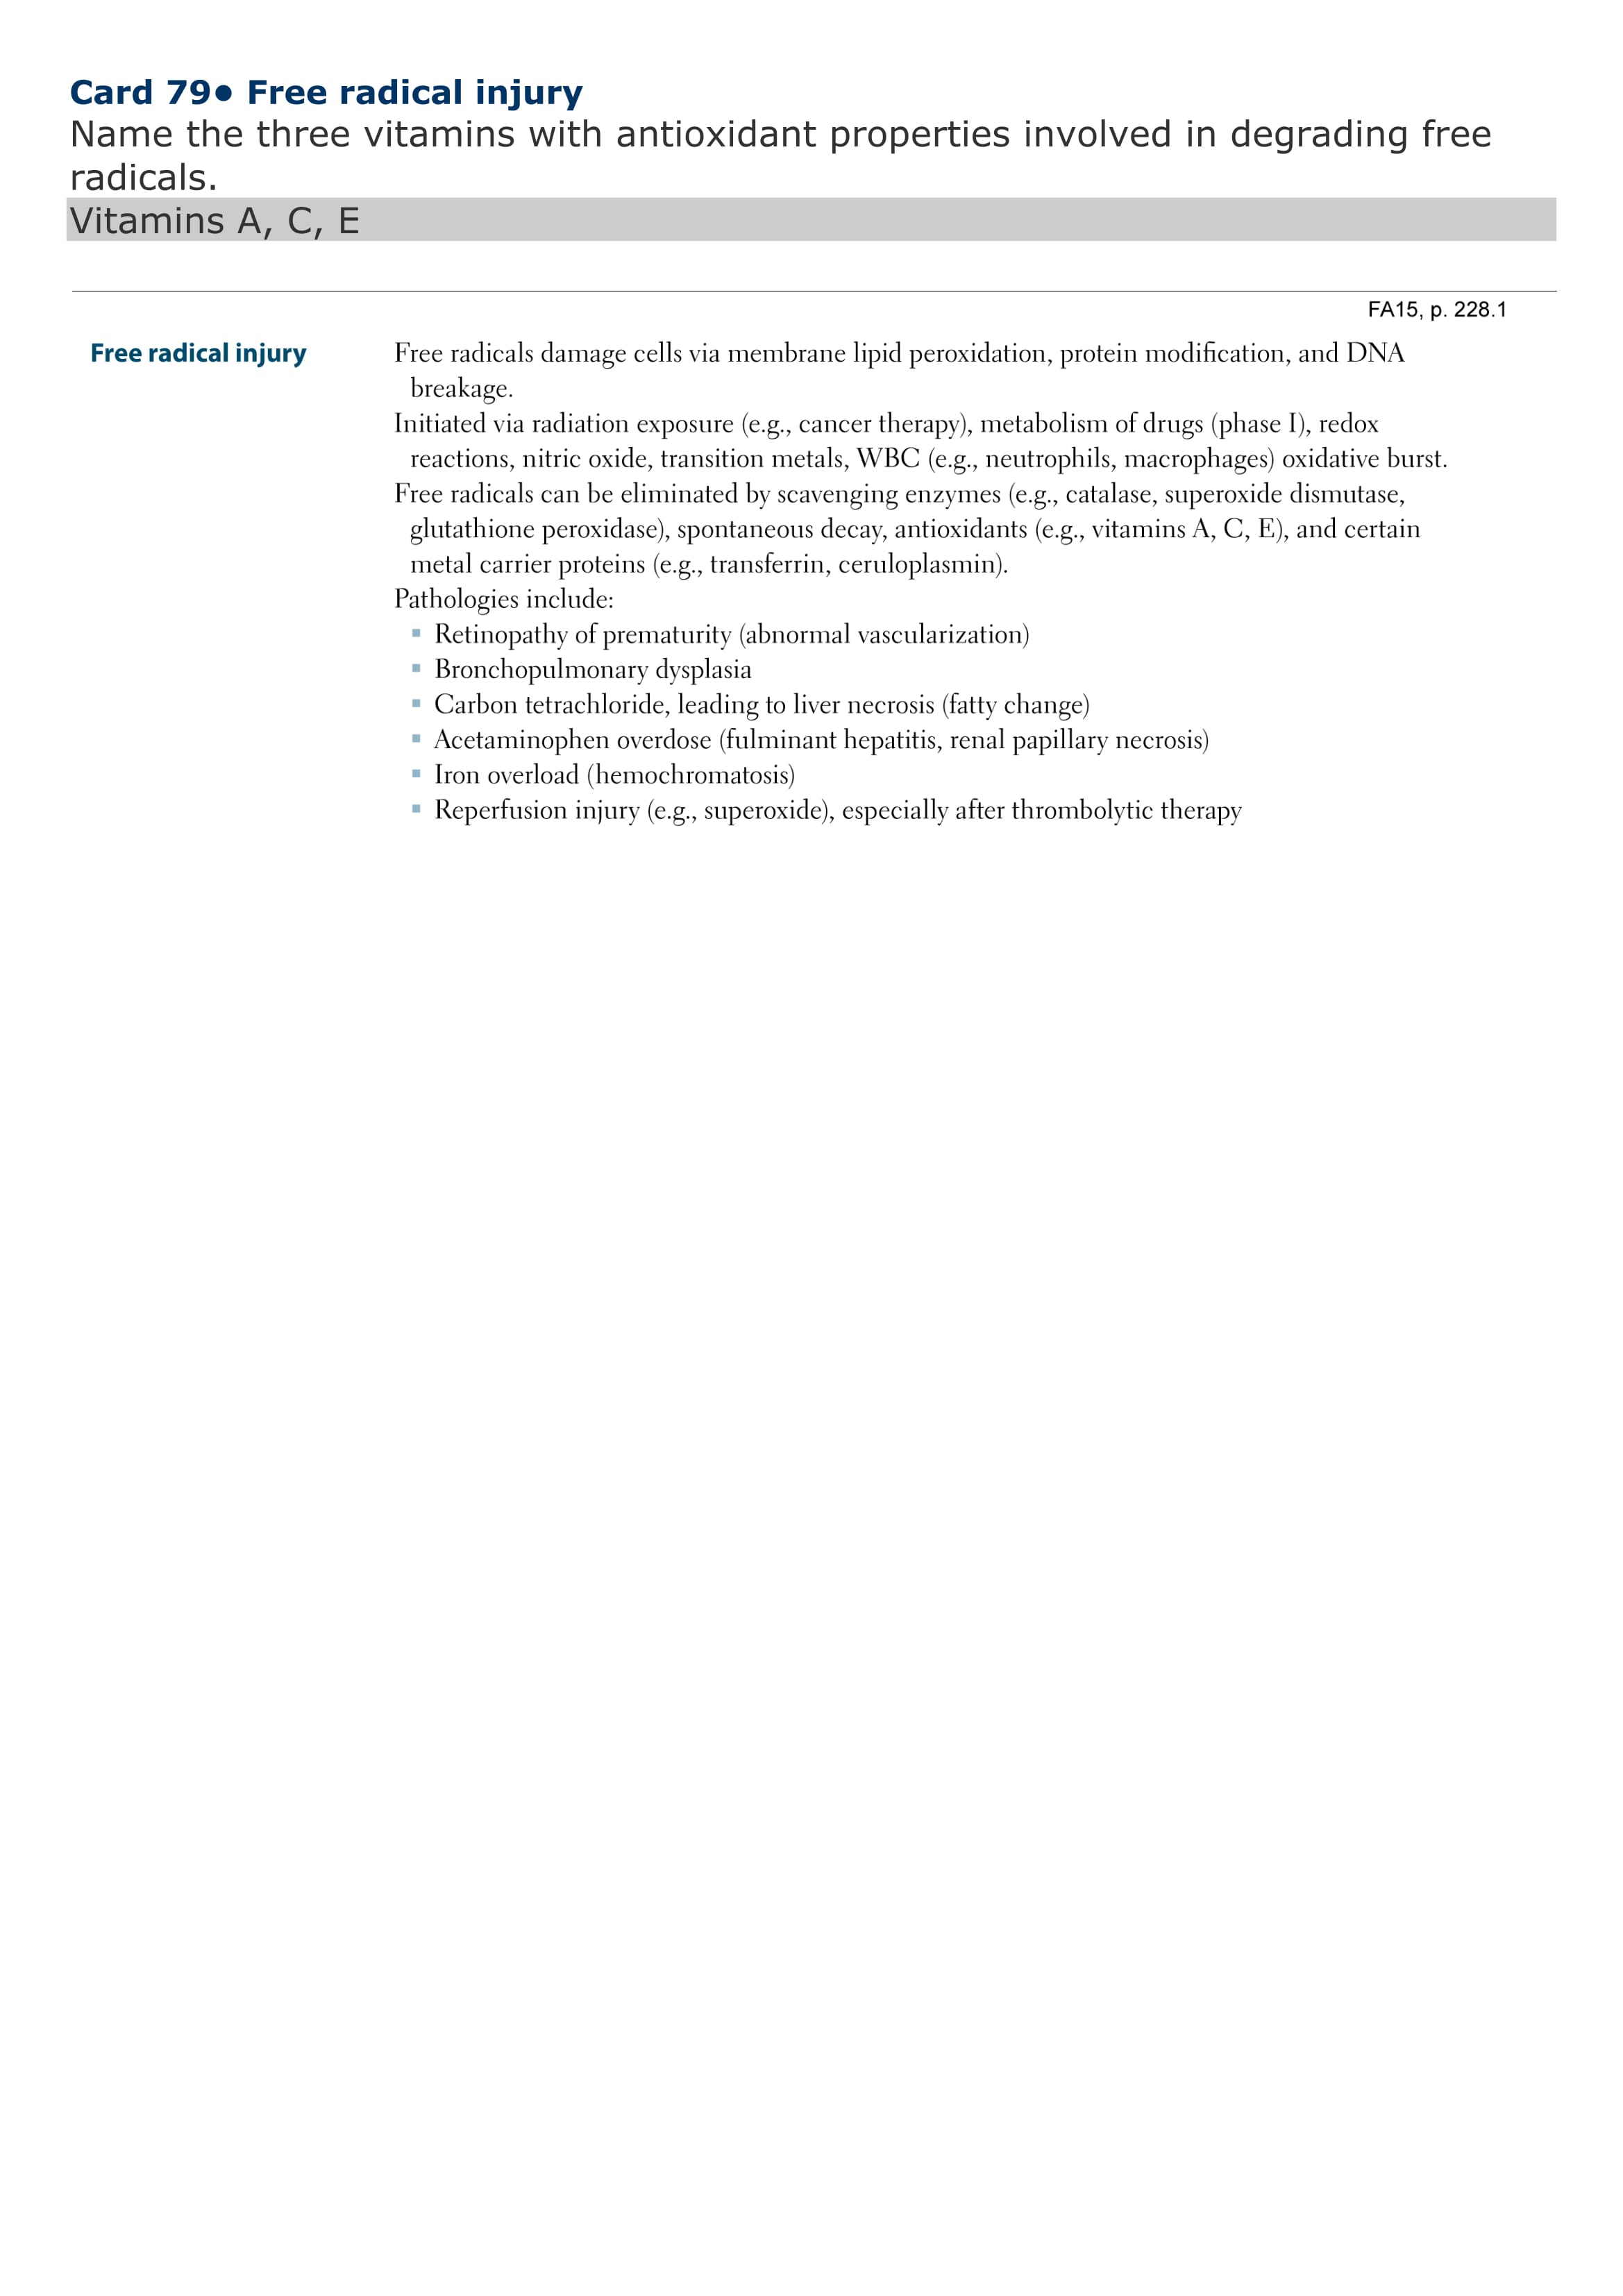 Card 79● Free radical injury
Name the three vitamins with antioxidant properties involved in degrading free
radicals.
Vitamins A, C, E
FA15, p. 228.1
Free radical injury
Free radicals damage cells via membrane lipid peroxidation, protein modification, and DNA
breakage.
Initiated via radiation exposure (e.g., cancer therapy), metabolism of drugs (phase I), redox
reactions, nitric oxide, transition metals, WBC (e.g., neutrophils, macrophages) oxidative burst.
Free radicals can be eliminated by scavenging enzymes (e.g., catalase, superoxide dismutase,
glutathione peroxidase), spontaneous decay, antioxidants (e.g., vitamins A, C, E), and certain
metal carrier proteins (e.g., transferrin, ceruloplasmin).
Pathologies include:
▪ Retinopathy of prematurity (abnormal vascularization)
▪ Bronchopulmonary dysplasia
▪ Carbon tetrachloride, leading to liver necrosis (fatty change)
▪ Acetaminophen overdose (fulminant hepatitis, renal papillary necrosis)
▪ Iron overload (hemochromatosis)
▪ Reperfusion injury (e.g., superoxide), especially after thrombolytic therapy